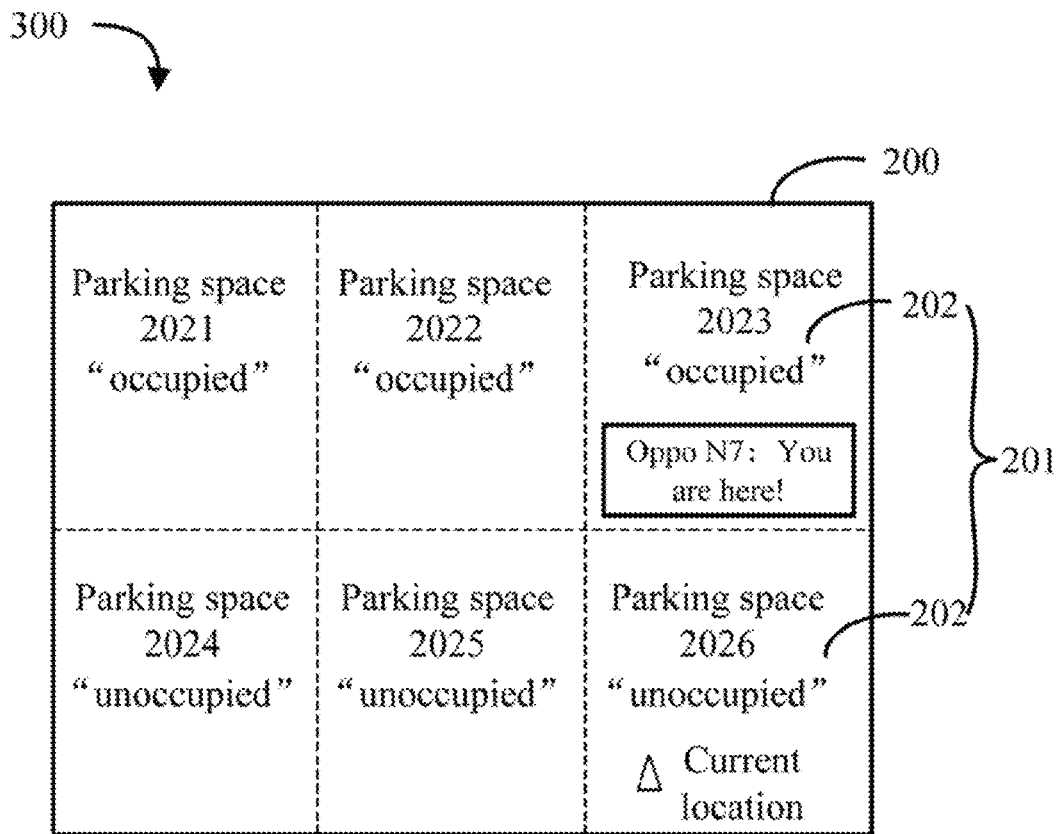 300
200
Parking space
2021
“occupied”
Parking space
2022
“occupied”
Parking space
2023
“occupied”
202
Oppo N7: You
are here!
201
Parking space
2024
“unoccupied”
Parking space
2025
“unoccupied”
Parking space
2026
“unoccupied”
202
Current
location